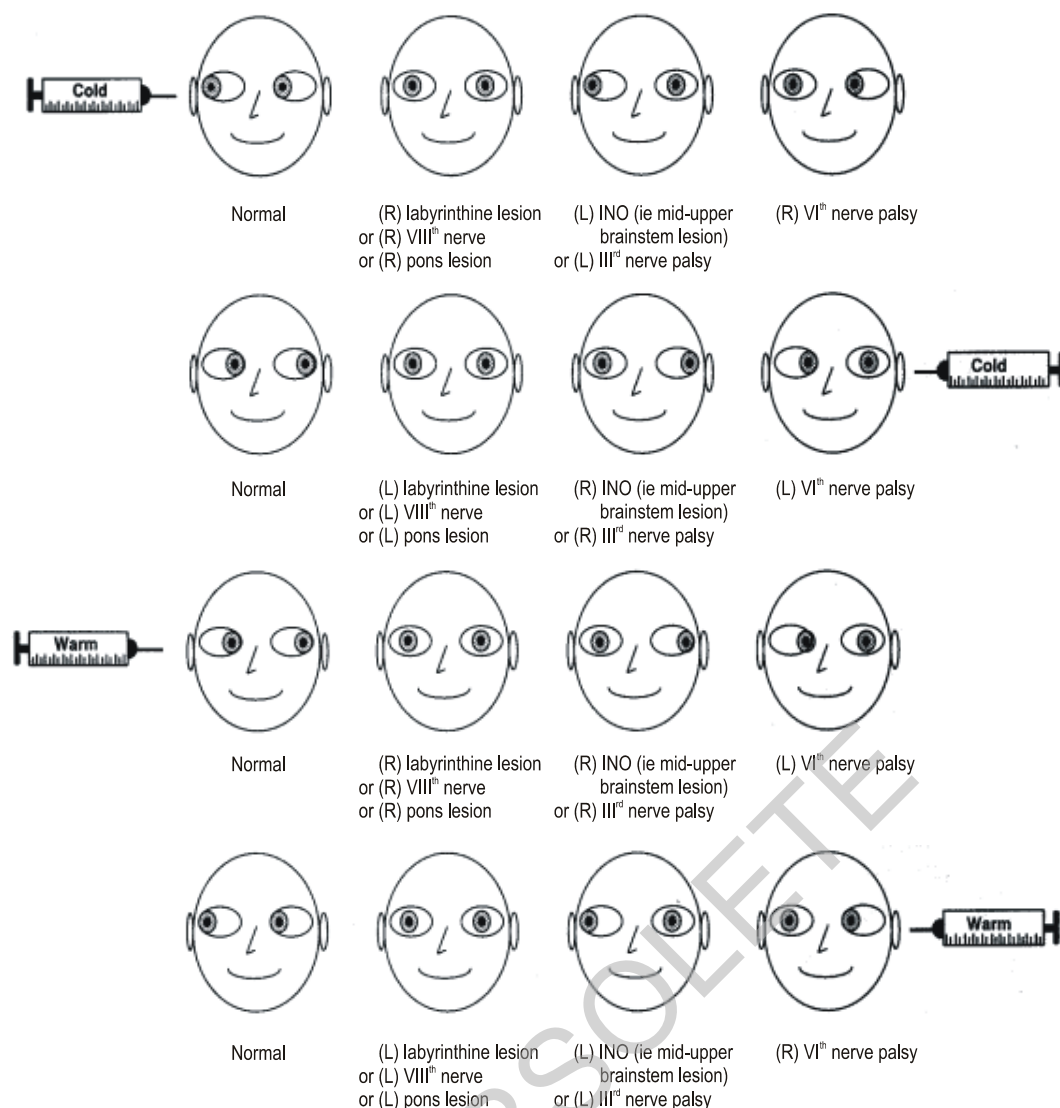 Cold
Normal
(R) labyrinthine lesion
or (R) VIIIth nerve
or (R) pons lesion
(L) INO (ie mid-upper
brainstem lesion)
or (L) IIIrd nerve palsy
(R) VIth nerve palsy
Cold
Normal
(L) labyrinthine lesion
or (L) VIIIth nerve
or (L) pons lesion
(R) INO (ie mid-upper
brainstem lesion)
or (R) IIIrd nerve palsy
(L) VIth nerve palsy
Warm
Normal
(R) labyrinthine lesion
or (R) VIIIth nerve
or (R) pons lesion
(R) INO (ie mid-upper
brainstem lesion)
or (R) IIIrd nerve palsy
(L) VIth nerve palsy
Warm
Normal
(L) labyrinthine lesion
or (L) VIIIth nerve
or (L) pons lesion
(L) INO (ie mid-upper
brainstem lesion)
or (L) IIIrd nerve palsy
(R) VIth nerve palsy